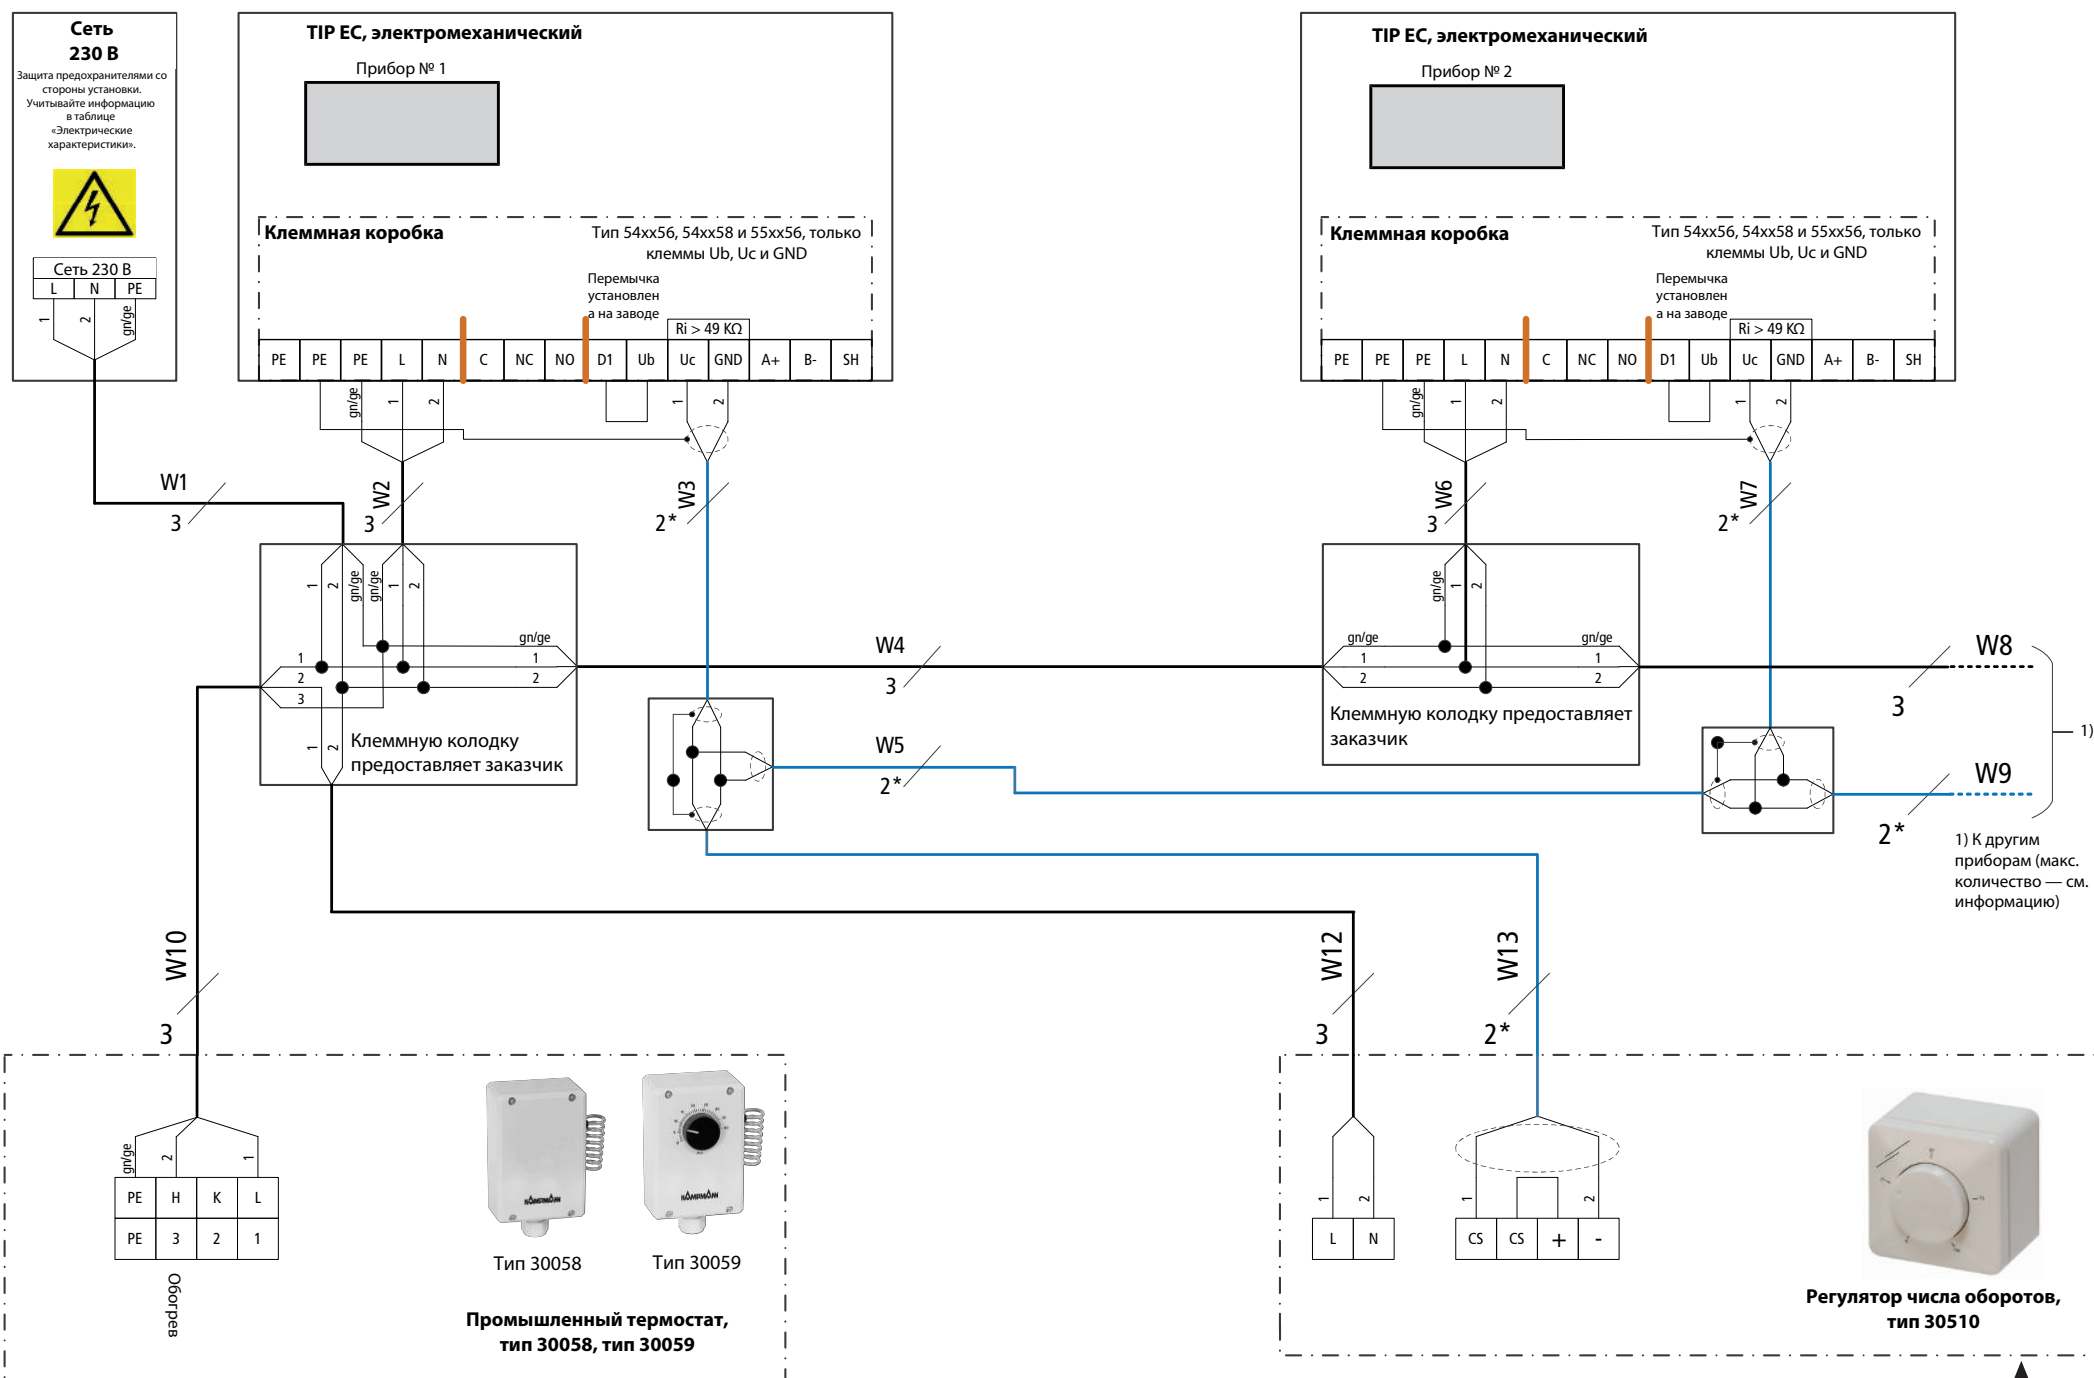 Сеть
230 В
Защита предохранителями со
стороны установки.
Учитывайте информацию
в таблице
«Электрические
характеристики».
Сеть 230 В
L N PE
1 2 gn/ge
TIP EC, электромеханический
Прибор № 1
Клеммная коробка
Тип 54xx56, 54xx58 и 55xx56, только
клеммы Ub, Uc и GND
Перемычка
установлен
а на заводе
Ri > 49 KΩ
PE PE PE L N C NC NO D1 Ub Uc GND A+ B- SH
gn/ge 1 2 1 2
TIP EC, электромеханический
Прибор № 2
Клеммная коробка
Тип 54xx56, 54xx58 и 55xx56, только
клеммы Ub, Uc и GND
Перемычка
установлен
а на заводе
Ri > 49 KΩ
PE PE PE L N C NC NO D1 Ub Uc GND A+ B- SH
gn/ge 1 2 1 2
W1
3
W2
3
W3
2*
W6
3
W7
2*
1 2 gn/ge gn/ge 1 2
gn/ge
1 1
2 2
3
1 2
Клеммную колодку
предоставляет заказчик
W4
3
W5
2*
gn/ge 1 2
gn/ge gn/ge
1 1
2 2
Клеммную колодку предоставляет
заказчик
W8
3
1)
W9
2*
1) К другим
приборам (макс.
количество — см.
информацию)
W10
3
W12
3
W13
2*
gn/ge 2 1
PE H K L
PE 3 2 1
Обогрев
KAMPMANN
KAMPMANN
Тип 30058
Тип 30059
Промышленный термостат,
тип 30058, тип 30059
1 2
L N
1 2
CS CS + -
Регулятор числа оборотов,
тип 30510